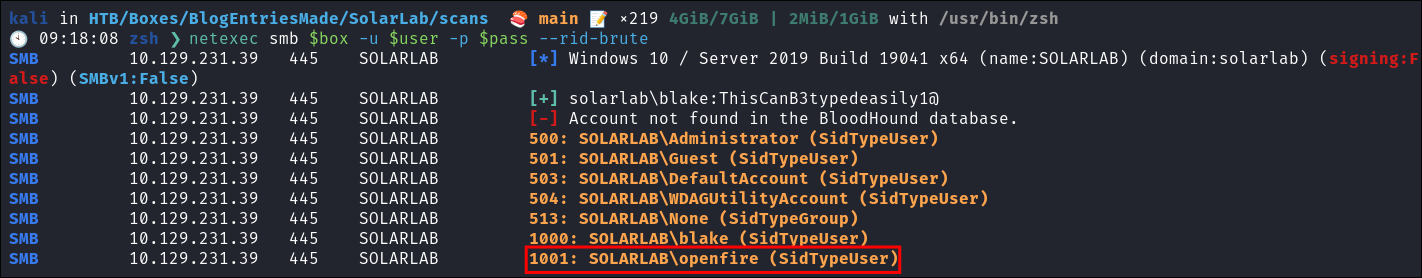 kali in HTB/Boxes/BlogEntriesMade/SolarLab/scans 🍣 main 📝 ×219 4GiB/7GiB | 2MiB/1GiB with /usr/bin/zsh
🕙 09:18:08 zsh ❯ netexec smb $box -u $user -p $pass --rid-brute
SMB 10.129.231.39 445 SOLARLAB [*] Windows 10 / Server 2019 Build 19041 x64 (name:SOLARLAB) (domain:solarlab) (signing:F
alse) (SMBv1:False)
SMB 10.129.231.39 445 SOLARLAB [+] solarlab\blake:ThisCanB3typedeasily1@
SMB 10.129.231.39 445 SOLARLAB [-] Account not found in the BloodHound database.
SMB 10.129.231.39 445 SOLARLAB 500: SOLARLAB\Administrator (SidTypeUser)
SMB 10.129.231.39 445 SOLARLAB 501: SOLARLAB\Guest (SidTypeUser)
SMB 10.129.231.39 445 SOLARLAB 503: SOLARLAB\DefaultAccount (SidTypeUser)
SMB 10.129.231.39 445 SOLARLAB 504: SOLARLAB\WDAGUtilityAccount (SidTypeUser)
SMB 10.129.231.39 445 SOLARLAB 513: SOLARLAB\None (SidTypeGroup)
SMB 10.129.231.39 445 SOLARLAB 1000: SOLARLAB\blake (SidTypeUser)
SMB 10.129.231.39 445 SOLARLAB 1001: SOLARLAB\openfire (SidTypeUser)